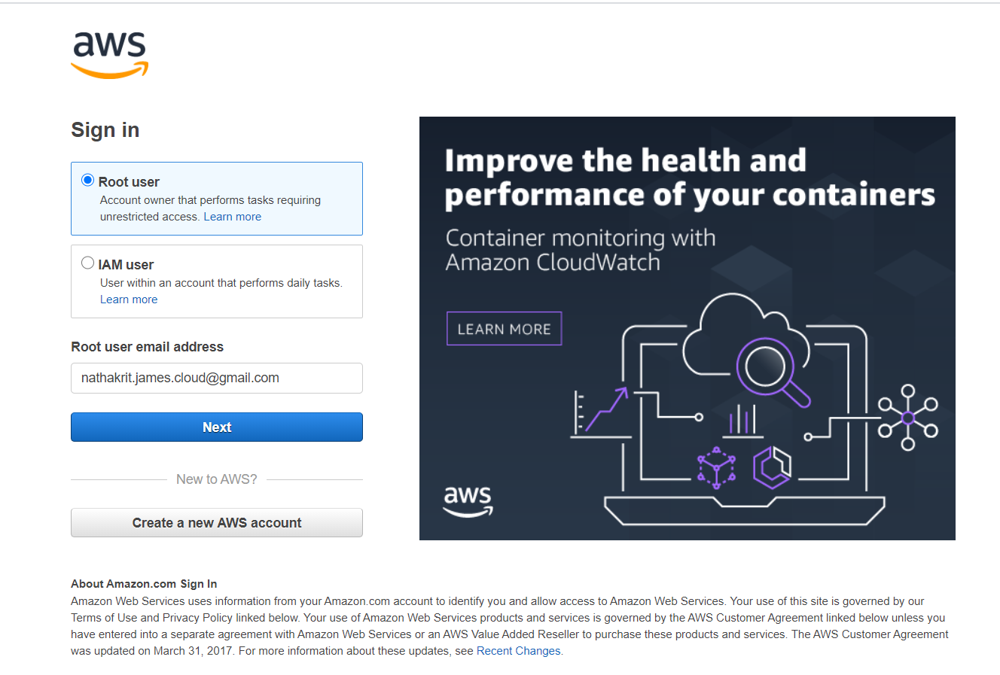 aws
Sign in
Root user
Account owner that performs tasks requiring
unrestricted access. Learn more
IAM user
User within an account that performs daily tasks.
Learn more
Root user email address
nathakrit.james.cloud@gmail.com
Next
New to AWS?
Create a new AWS account
Improve the health and
performance of your containers
Container monitoring with
Amazon CloudWatch
LEARN MORE
aws
About Amazon.com Sign In
Amazon Web Services uses information from your Amazon.com account to identify you and allow access to Amazon Web Services. Your use of this site is governed by our
Terms of Use and Privacy Policy linked below. Your use of Amazon Web Services products and services is governed by the AWS Customer Agreement linked below unless you
have entered into a separate agreement with Amazon Web Services or an AWS Value Added Reseller to purchase these products and services. The AWS Customer Agreement
was updated on March 31, 2017. For more information about these updates, see Recent Changes.